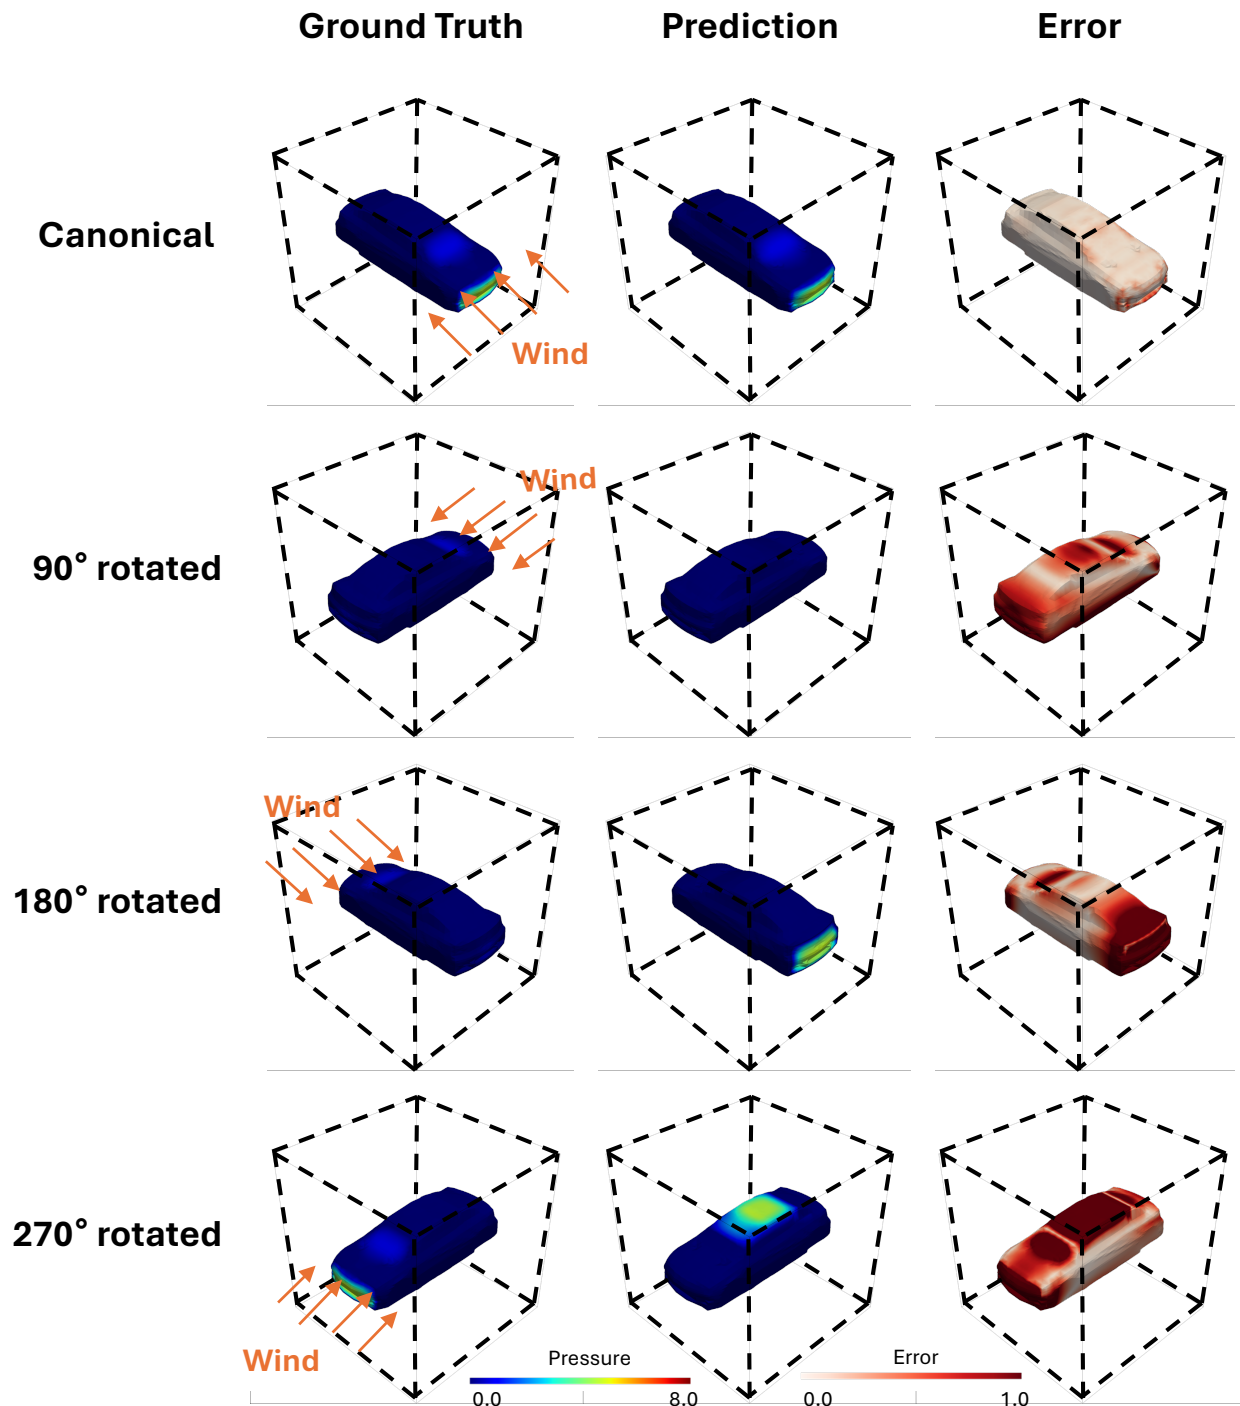 Ground Truth Prediction Error
Canonical
Wind
90° rotated
Wind
180° rotated
Wind
270° rotated
Wind
Pressure
0.0 8.0
Error
0.0 1.0